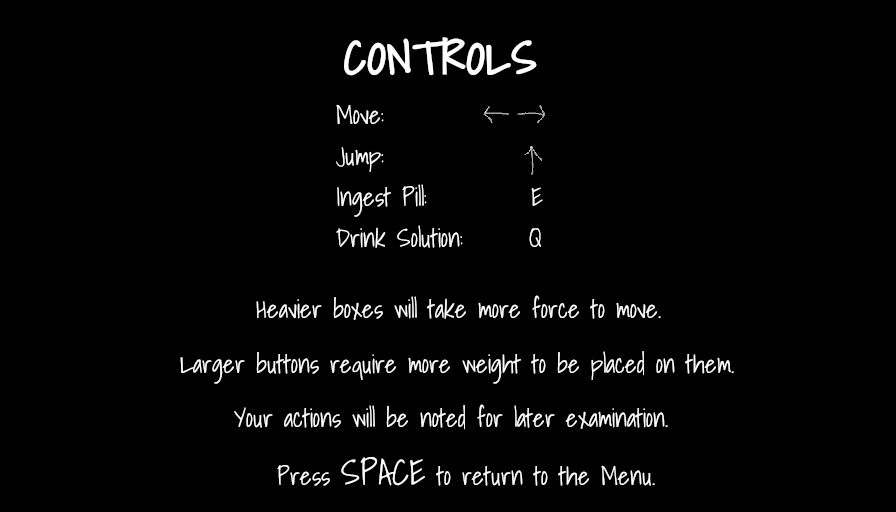 CONTROLS
Move: ← →
Jump: ↑
Ingest Pill: E
Drink Solution: Q
Heavier boxes will take more force to move.
Larger buttons require more weight to be placed on them.
Your actions will be noted for later examination.
Press SPACE to return to the Menu.